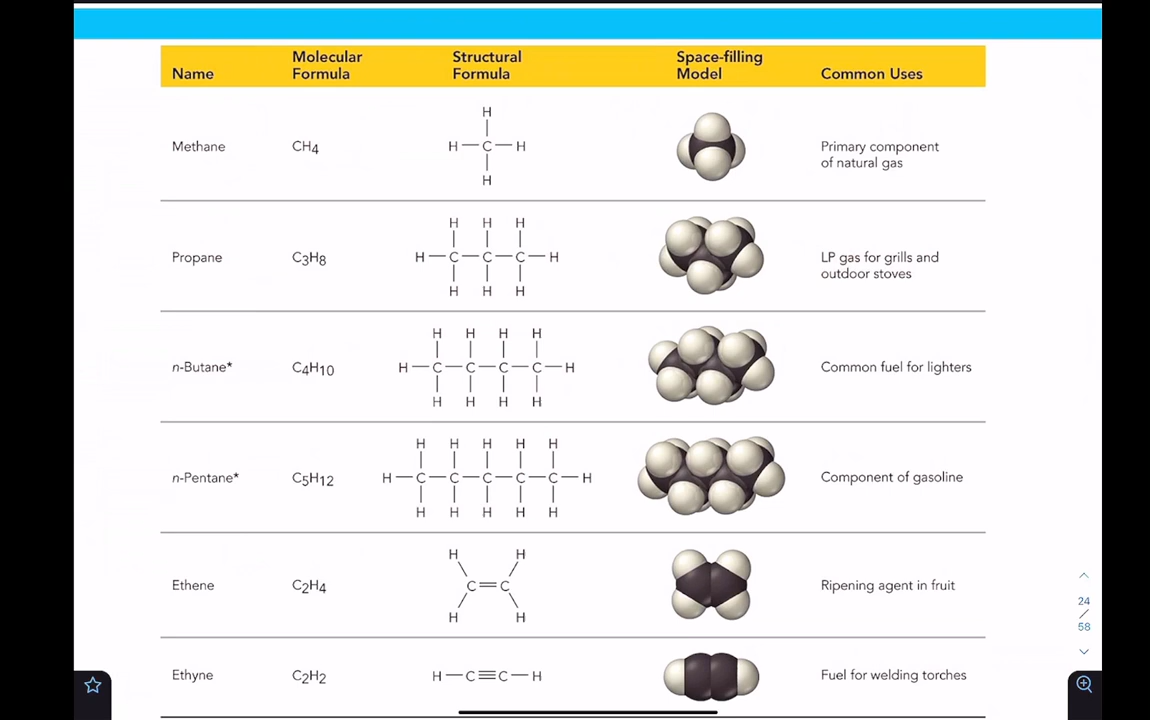 Name
Molecular
Formula
Structural
Formula
Space-filling
Model
Common Uses
Methane
CH4
H
H—C—H
H
Primary component
of natural gas
Propane
C3H8
H H H
H—C—C—C—H
H H H
LP gas for grills and
outdoor stoves
n-Butane*
C4H10
H H H H
H—C—C—C—C—H
H H H H
Common fuel for lighters
n-Pentane*
C5H12
H H H H H
H—C—C—C—C—C—H
H H H H H
Component of gasoline
Ethene
C2H4
H H
C=C
H H
Ripening agent in fruit
Ethyne
C2H2
H—C≡C—H
Fuel for welding torches
24
/
58